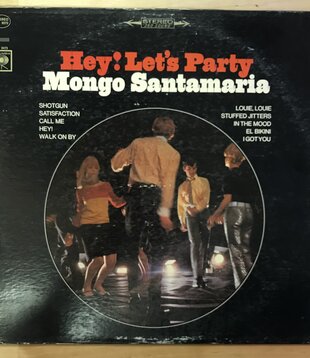 STEREO
Hey! Let's Party
Mongo Santamaria
SHOTGUN
SATISFACTION
CALL ME
HEY!
WALK ON BY
LOUIE, LOUIE
STUFFED JITTERS
IN THE MOOD
EL BIKINI
I GOT YOU